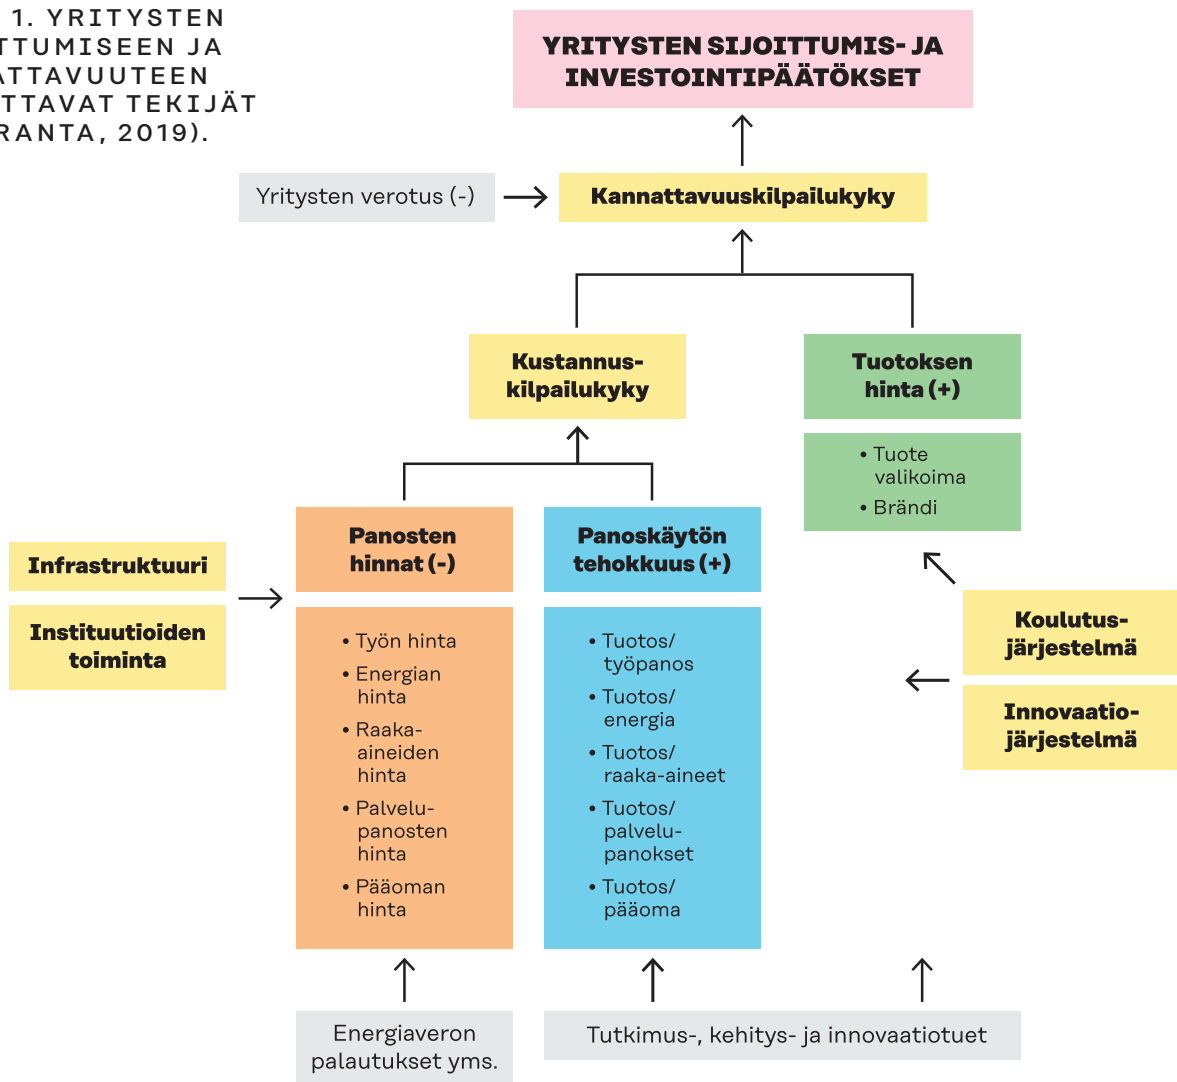 1. YRITYSTEN
TTUMISEEN JA
ATTAVUUTEEN
TTAVAT TEKIJÄT
RANTA, 2019).
YRITYSTEN SIJOITTUMIS- JA
INVESTOINTIPÄÄTÖKSET
Yritysten verotus (-)
Kannattavuuskilpailukyky
Kustannus-
kilpailukyky
Tuotoksen
hinta (+)
• Tuote
valikoima
• Brändi
Infrastruktuuri
Instituutioiden
toiminta
Panosten
hinnat (-)
• Työn hinta
• Energian
hinta
• Raaka-
aineiden
hinta
• Palvelu-
panosten
hinta
• Pääoman
hinta
Panoskäytön
tehokkuus (+)
• Tuotos/
työpanos
• Tuotos/
energia
• Tuotos/
raaka-aineet
• Tuotos/
palvelu-
panokset
• Tuotos/
pääoma
Koulutus-
järjestelmä
Innovaatio-
järjestelmä
Energiaveron
palautukset yms.
Tutkimus-, kehitys- ja innovaatiotuet